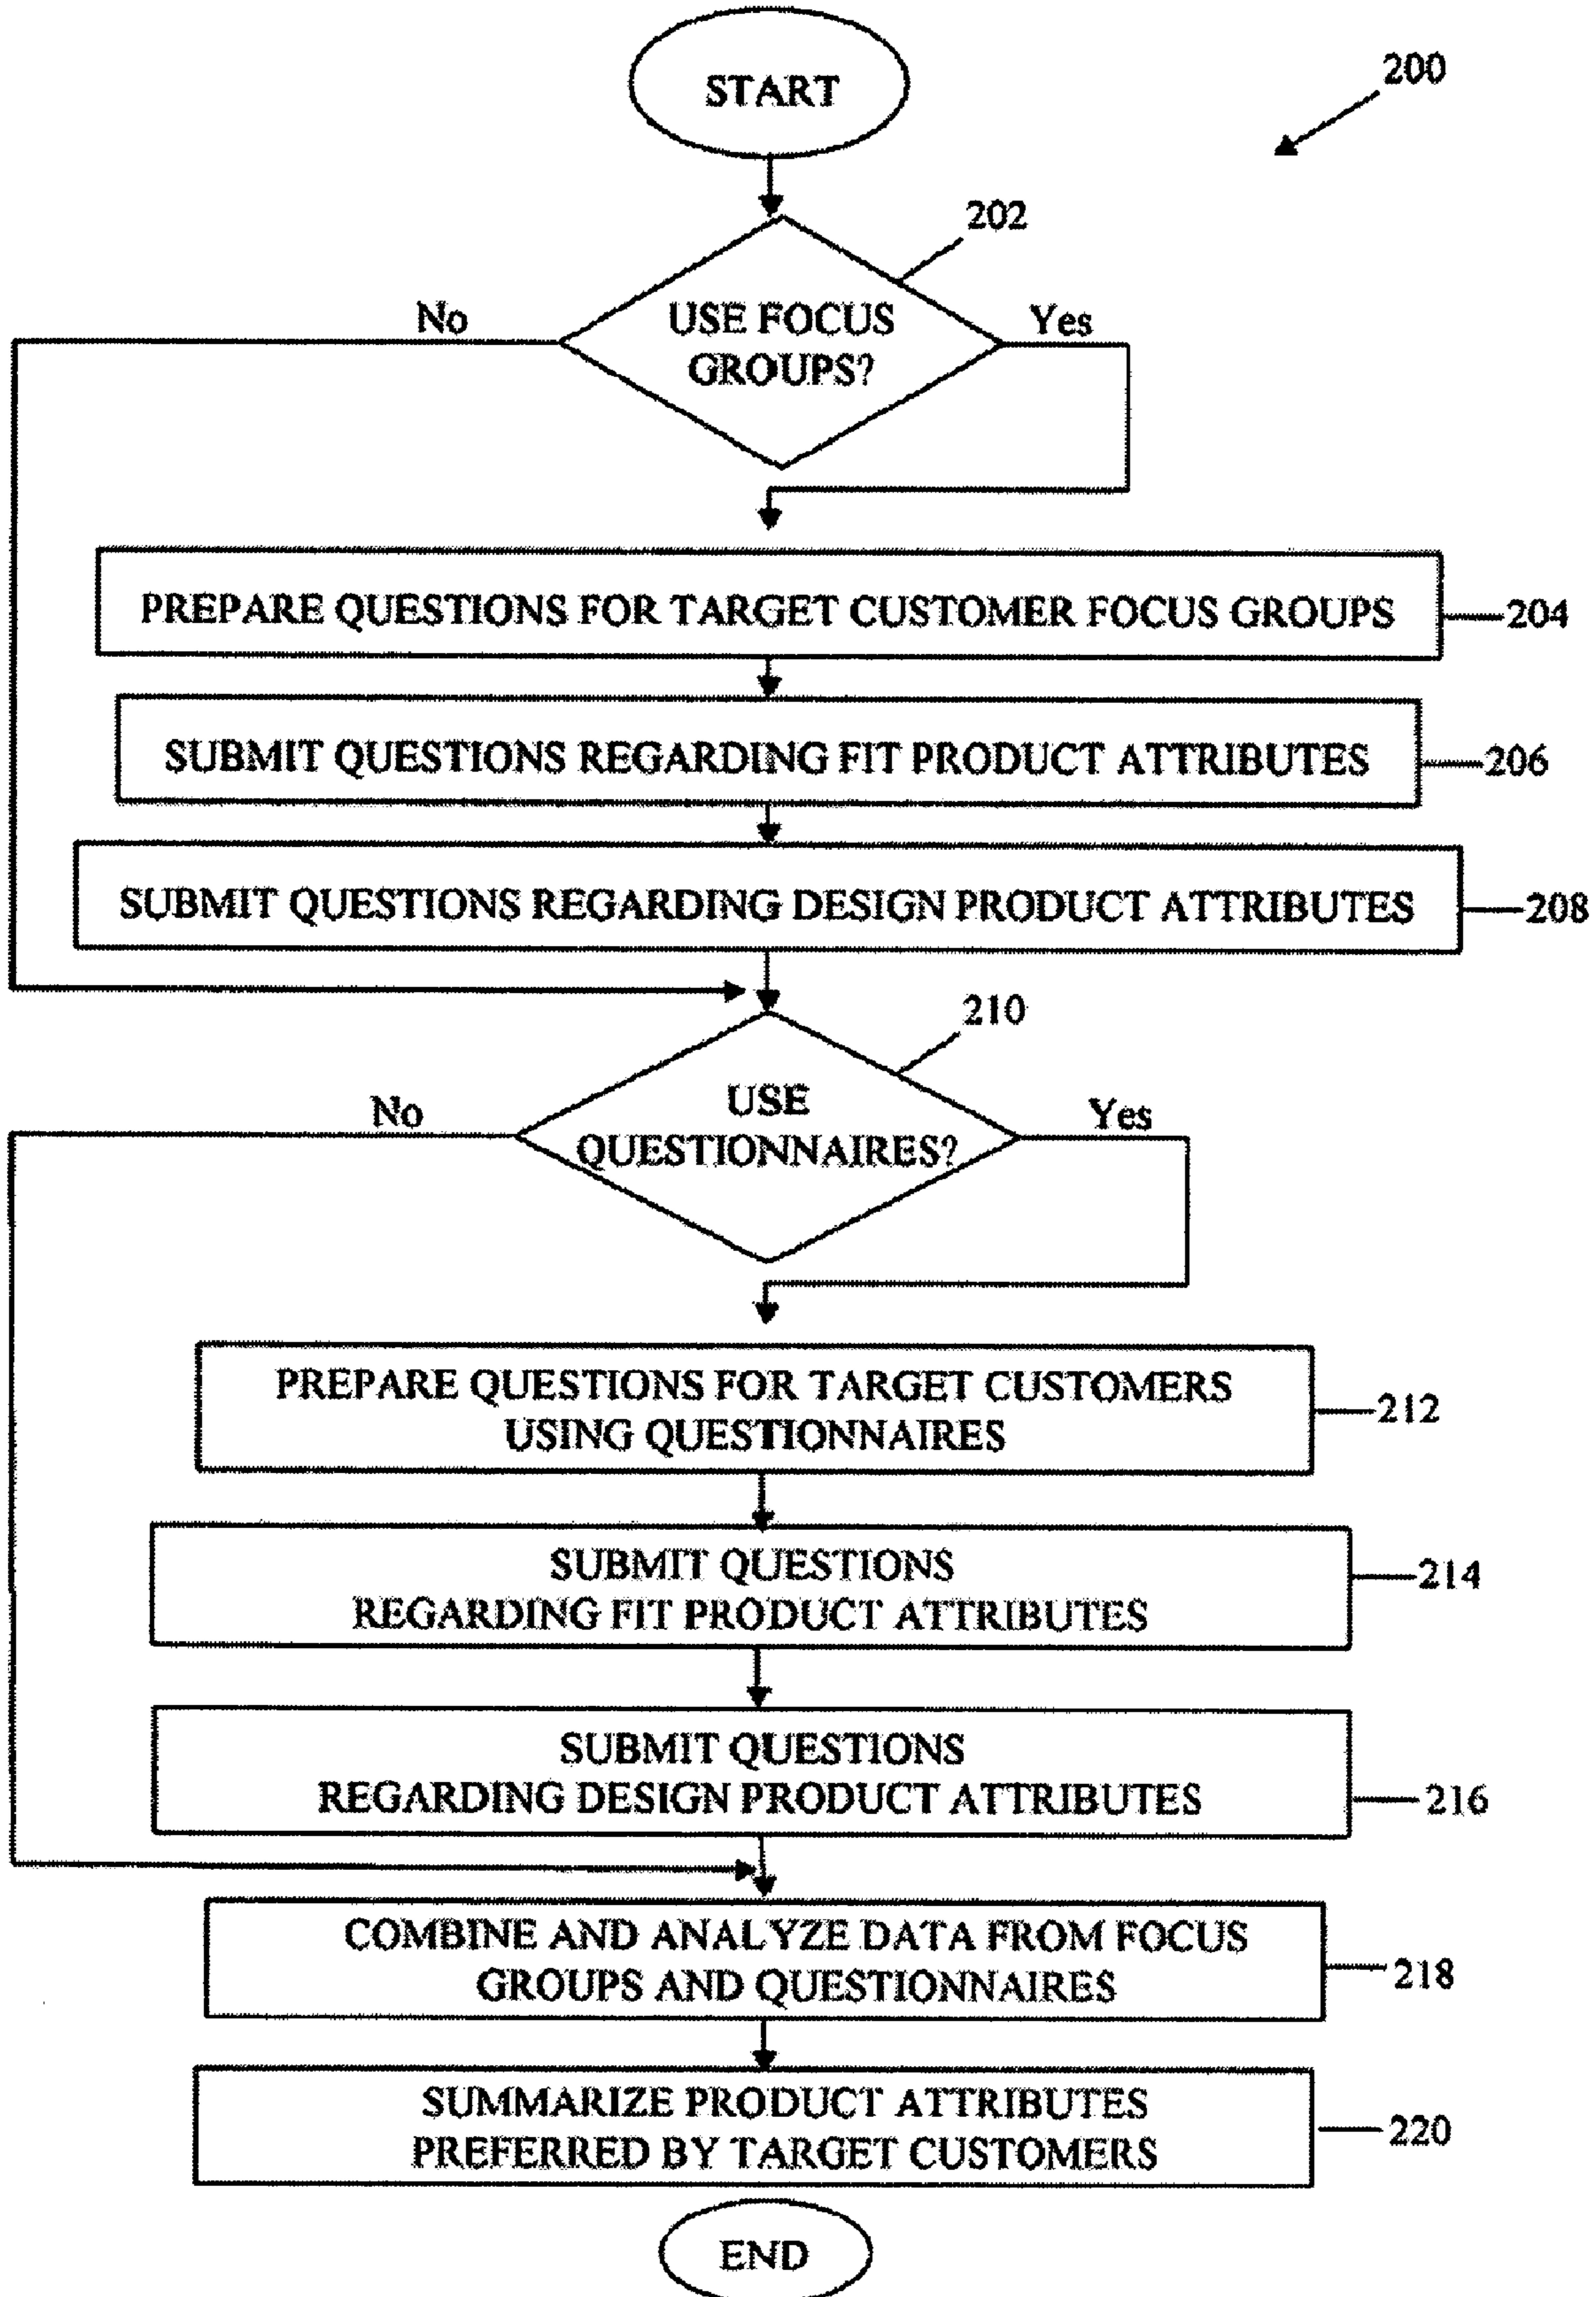 START
200
202
No
USE FOCUS
GROUPS?
Yes
PREPARE QUESTIONS FOR TARGET CUSTOMER FOCUS GROUPS
204
SUBMIT QUESTIONS REGARDING FIT PRODUCT ATTRIBUTES
206
SUBMIT QUESTIONS REGARDING DESIGN PRODUCT ATTRIBUTES
208
210
No
USE
QUESTIONNAIRES?
Yes
PREPARE QUESTIONS FOR TARGET CUSTOMERS
USING QUESTIONNAIRES
212
SUBMIT QUESTIONS
REGARDING FIT PRODUCT ATTRIBUTES
214
SUBMIT QUESTIONS
REGARDING DESIGN PRODUCT ATTRIBUTES
216
COMBINE AND ANALYZE DATA FROM FOCUS
GROUPS AND QUESTIONNAIRES
218
SUMMARIZE PRODUCT ATTRIBUTES
PREFERRED BY TARGET CUSTOMERS
220
END